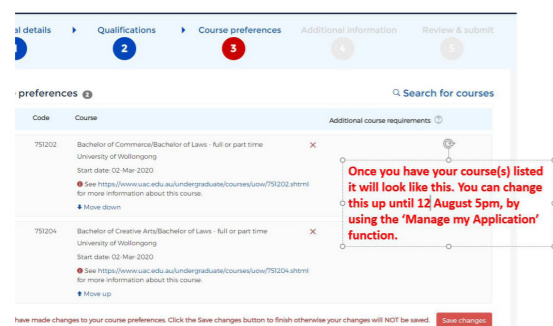 al details
Qualifications
Course preferences
Additional information
Review & submit
1
2
3
4
5
preferences 2
Search for courses
Code
Course
Additional course requirements ?
751202
Bachelor of Commerce/Bachelor of Laws - full or part time
University of Wollongong
Start date: 02-Mar-2020
See https://www.uac.edu.au/undergraduate/courses/uow/751202.shtml
for more information about this course.
Move down
Once you have your course(s) listed
it will look like this. You can change
this up until 12 August 5pm, by
using the ‘Manage my Application’
function.
751204
Bachelor of Creative Arts/Bachelor of Laws - full or part time
University of Wollongong
Start date: 02-Mar-2020
See https://www.uac.edu.au/undergraduate/courses/uow/751204.shtml
for more information about this course.
Move up
have made changes to your course preferences. Click the Save changes button to finish otherwise your changes will NOT be saved.
Save changes